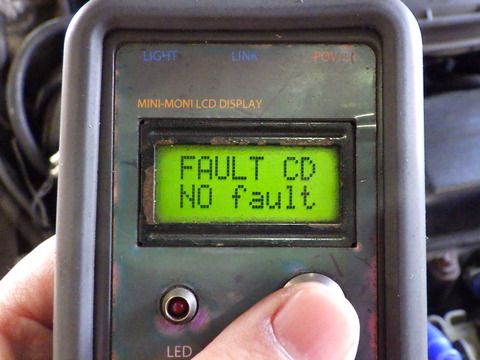 LIGHT LINK POWER
MINI-MONI LCD DISPLAY
FAULT CD
NO fault
LED